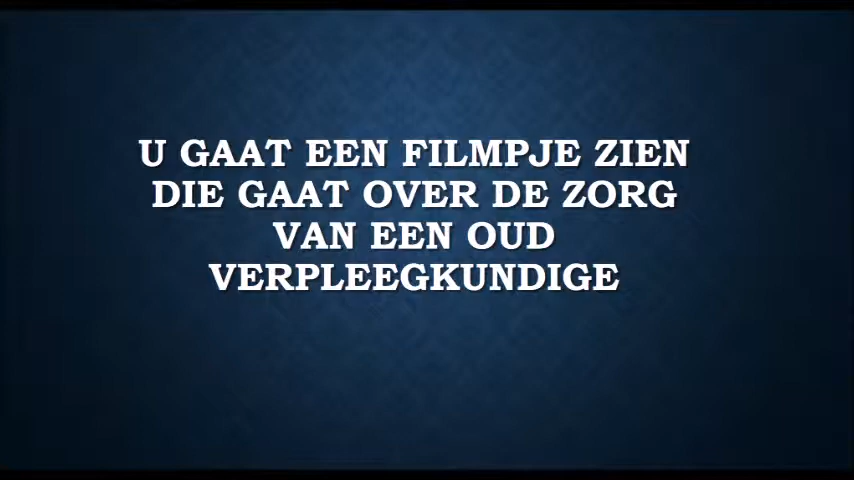 U GAAT EEN FILMPJE ZIEN
DIE GAAT OVER DE ZORG
VAN EEN OUD
VERPLEEGKUNDIGE